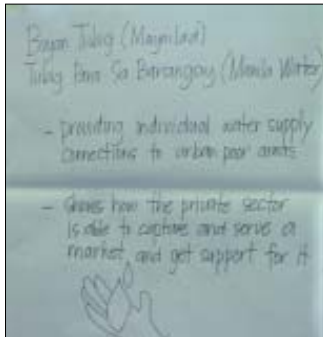 Bayan Tubig (Maynilad)
Tubig Para Sa Barangay (Manila Water)
- providing individual water supply
connections to urban poor areas
- shows how the private sector
is able to capture and serve a
market, and get support for it